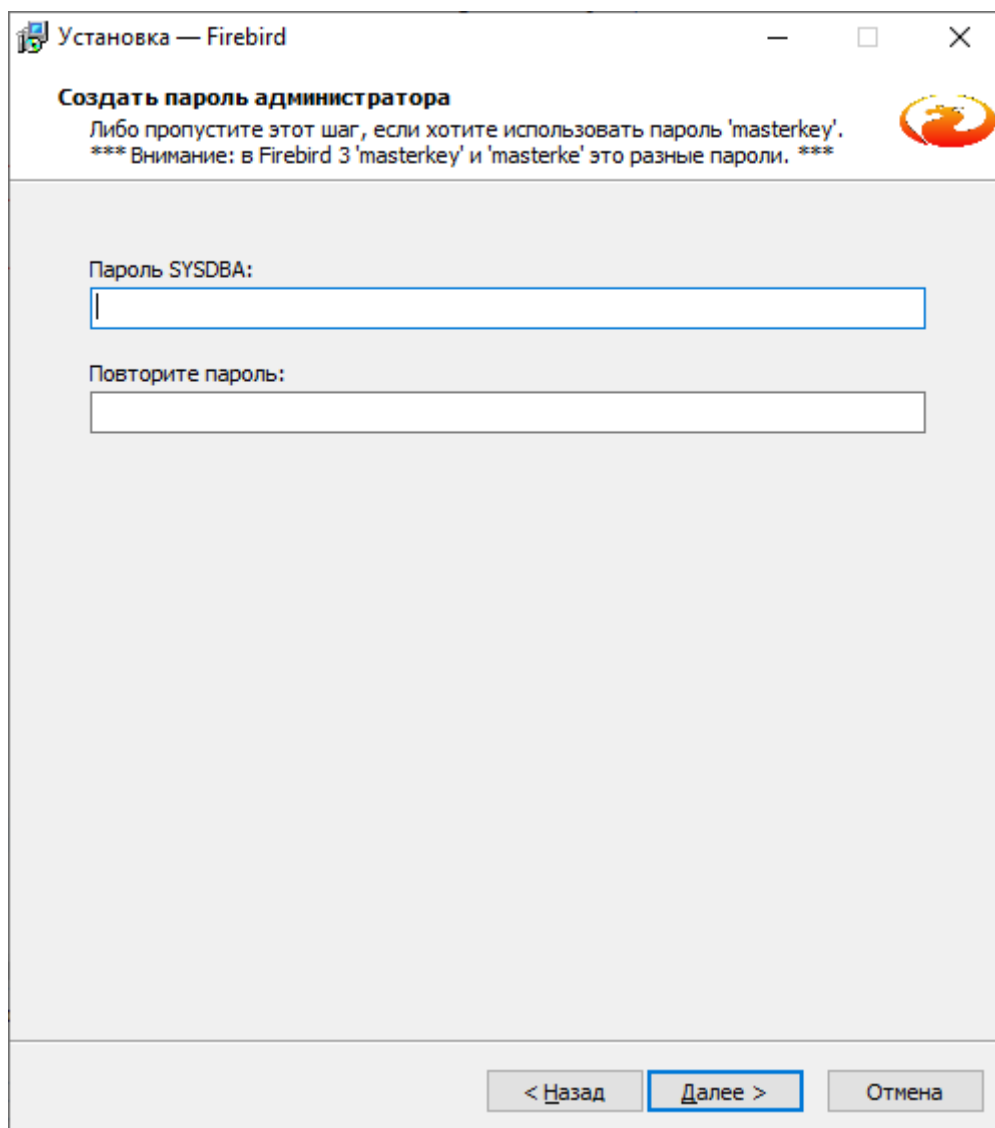 Установка — Firebird
Создать пароль администратора
Либо пропустите этот шаг, если хотите использовать пароль 'masterkey'.
*** Внимание: в Firebird 3 'masterkey' и 'masterke' это разные пароли. ***
Пароль SYSDBA:
Повторите пароль:
< Назад
Далее >
Отмена